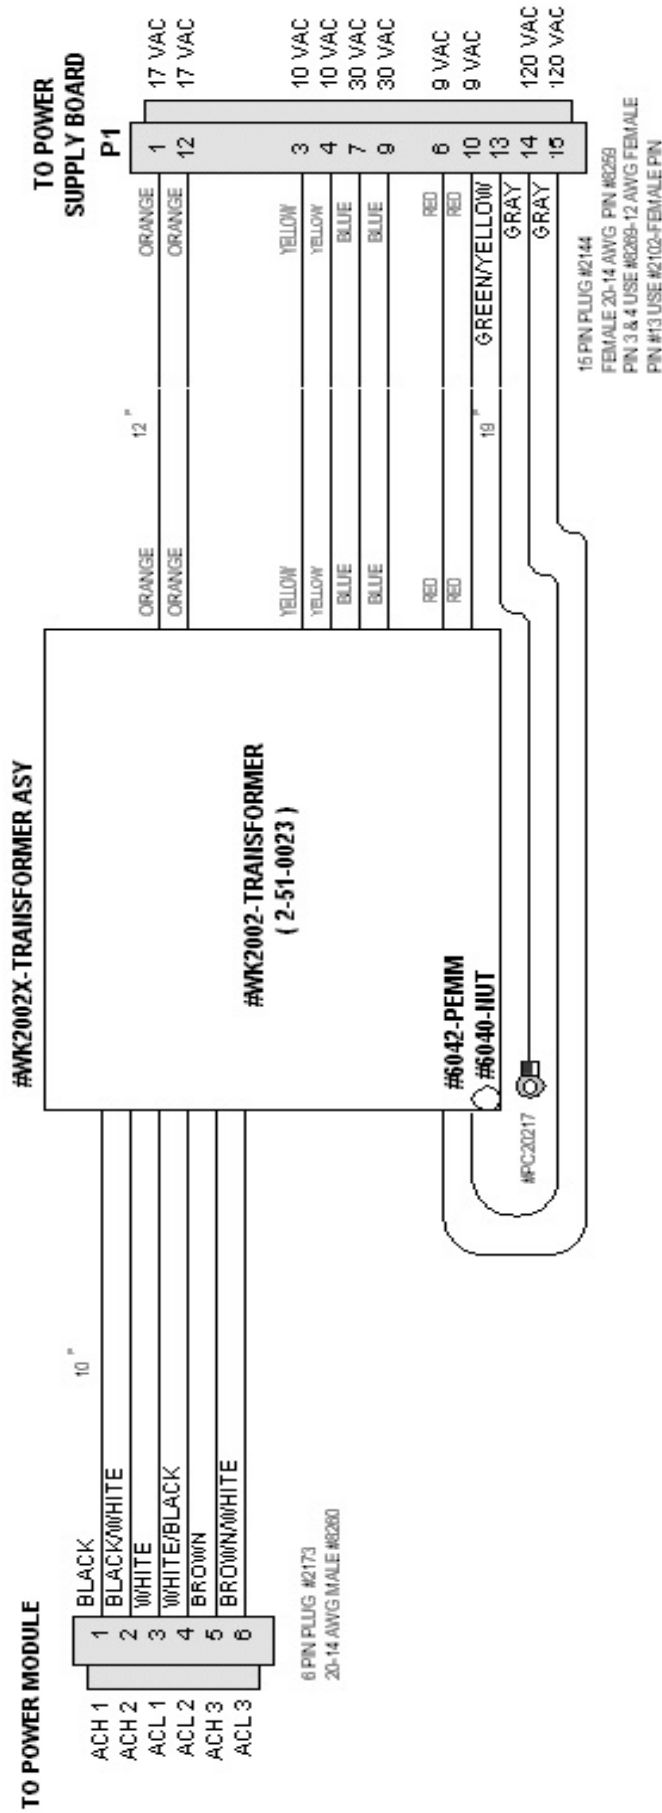 #WK2002X-TRANSFORMER ASY
TO POWER MODULE
ACH 1
ACH 2
ACL 1
ACL 2
ACH 3
ACL 3
1
2
3
4
5
6
BLACK
BLACK/WHITE
WHITE
WHITE/BLACK
BROWN
BROWN/WHITE
10 "
6 PIN PLUG #2173
20-14 AWG MALE #8260
#WK2002-TRANSFORMER
( 2-51-0023 )
#6042-PEMM
#6040-NUT
#PC20217
ORANGE
ORANGE
YELLOW
YELLOW
BLUE
BLUE
RED
RED
12 "
19 "
ORANGE
ORANGE
YELLOW
YELLOW
BLUE
BLUE
RED
RED
GREEN/YELLOW
GRAY
GRAY
TO POWER
SUPPLY BOARD
P1
1
12
3
4
7
9
6
10
13
14
15
17 VAC
17 VAC
10 VAC
10 VAC
30 VAC
30 VAC
9 VAC
9 VAC
120 VAC
120 VAC
15 PIN PLUG #2144
FEMALE 20-14 AWG PIN #8259
PIN 3 & 4 USE #8269-12 AWG FEMALE
PIN #13 USE #2102-FEMALE PIN